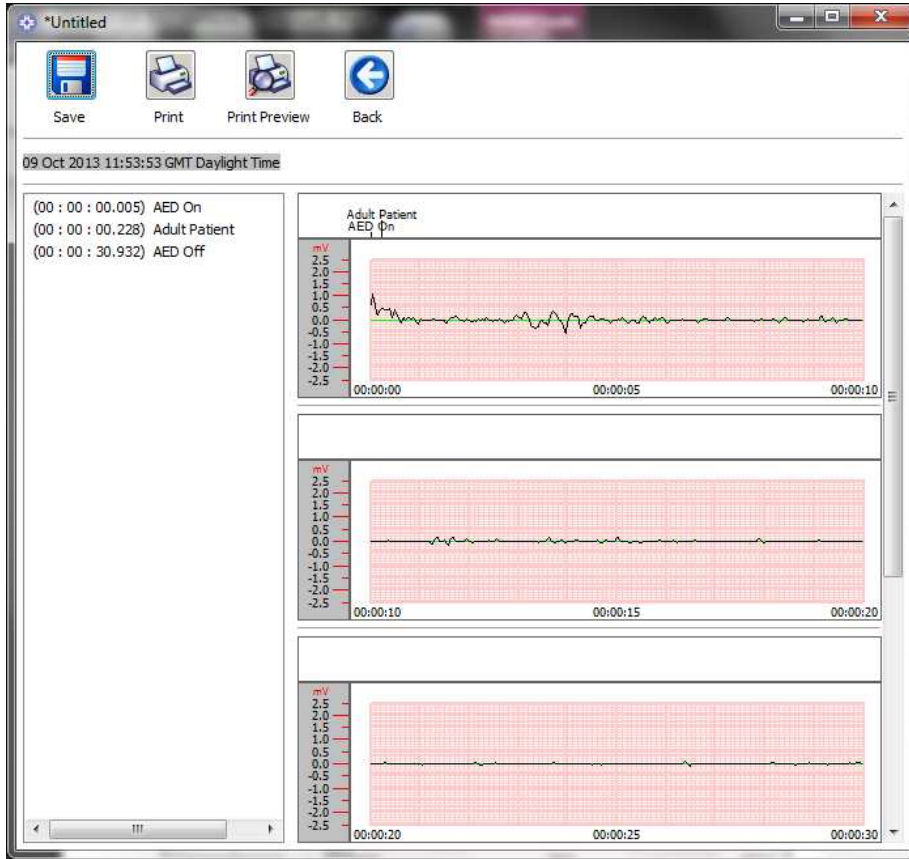 *Untitled
Save Print Print Preview Back
09 Oct 2013 11:53:53 GMT Daylight Time
(00 : 00 : 00.005) AED On
(00 : 00 : 00.228) Adult Patient
(00 : 00 : 30.932) AED Off
Adult Patient
AED On
mV
2.5
2.0
1.5
1.0
0.5
0.0
-0.5
-1.0
-1.5
-2.0
-2.5
00:00:00 00:00:05 00:00:10
mV
2.5
2.0
1.5
1.0
0.5
0.0
-0.5
-1.0
-1.5
-2.0
-2.5
00:00:10 00:00:15 00:00:20
mV
2.5
2.0
1.5
1.0
0.5
0.0
-0.5
-1.0
-1.5
-2.0
-2.5
00:00:20 00:00:25 00:00:30